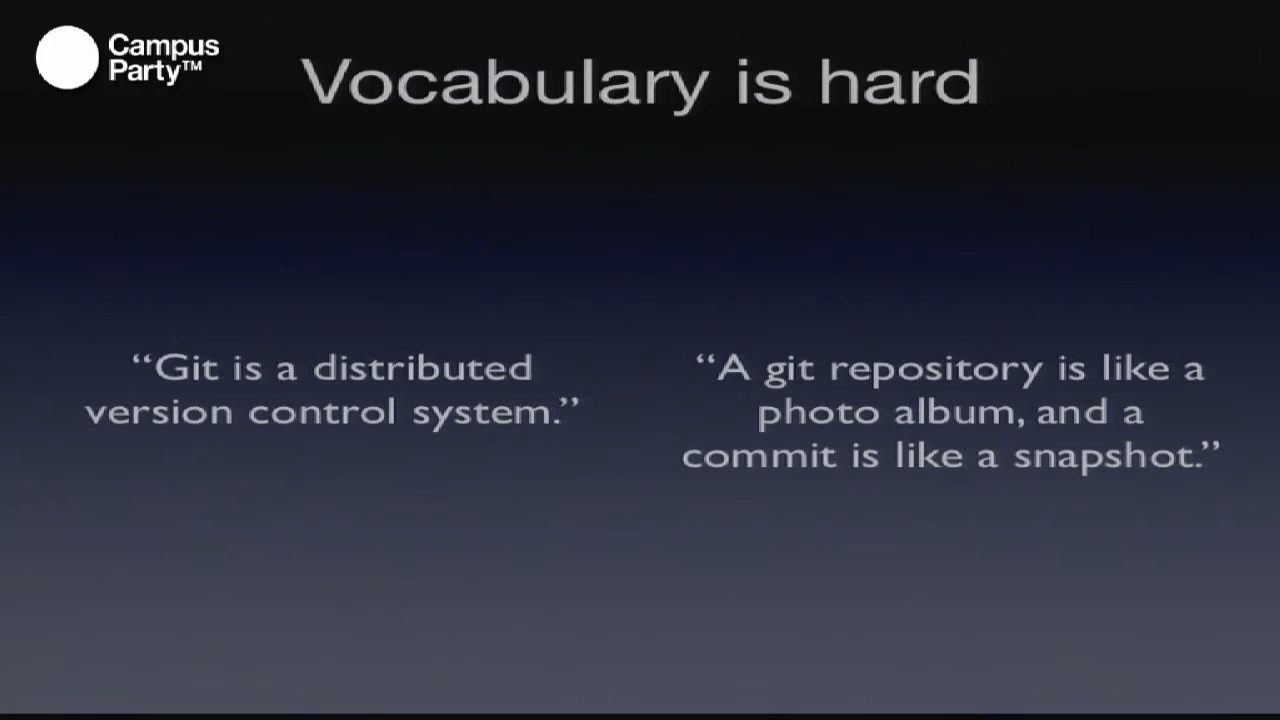 Campus
Party™
Vocabulary is hard
“Git is a distributed
version control system.”
“A git repository is like a
photo album, and a
commit is like a snapshot.”